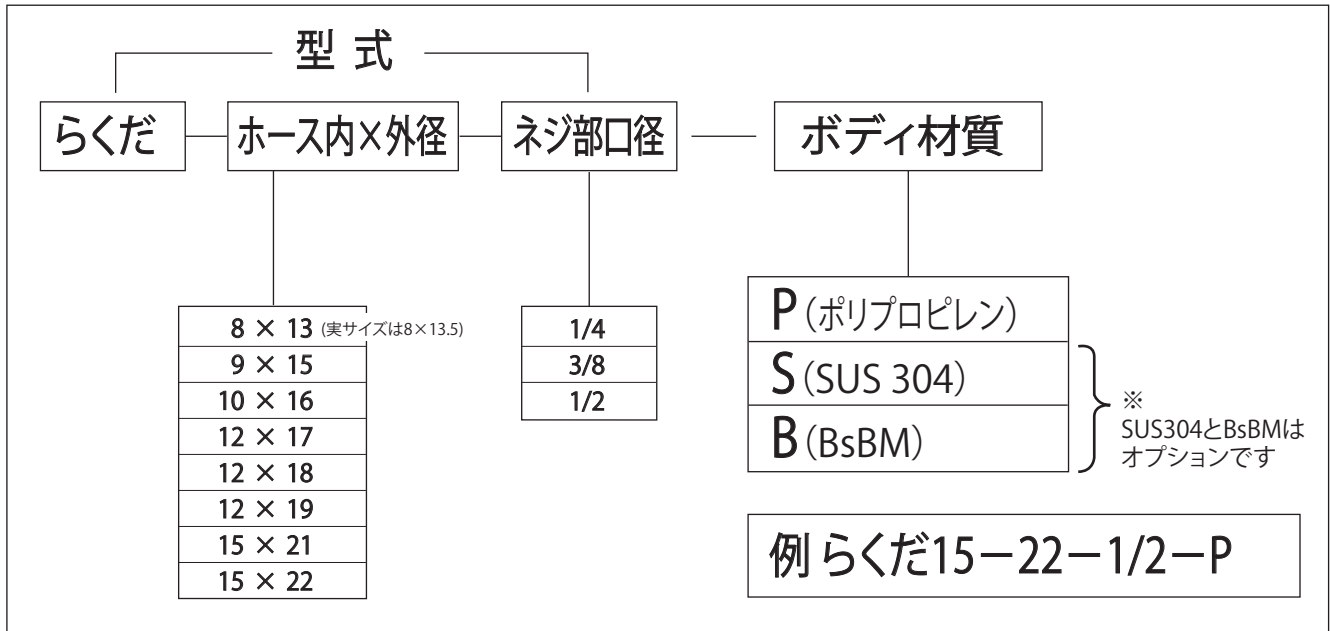 型 式
らくだ ホース内×外径 ネジ部口径 ボディ材質
8 × 13 (実サイズは8×13.5)
9 × 15
10 × 16
12 × 17
12 × 18
12 × 19
15 × 21
15 × 22
1/4
3/8
1/2
P(ポリプロピレン)
S(SUS 304)
B(BsBM)
※
SUS304とBsBMは
オプションです
例 らくだ15−22−1/2−P